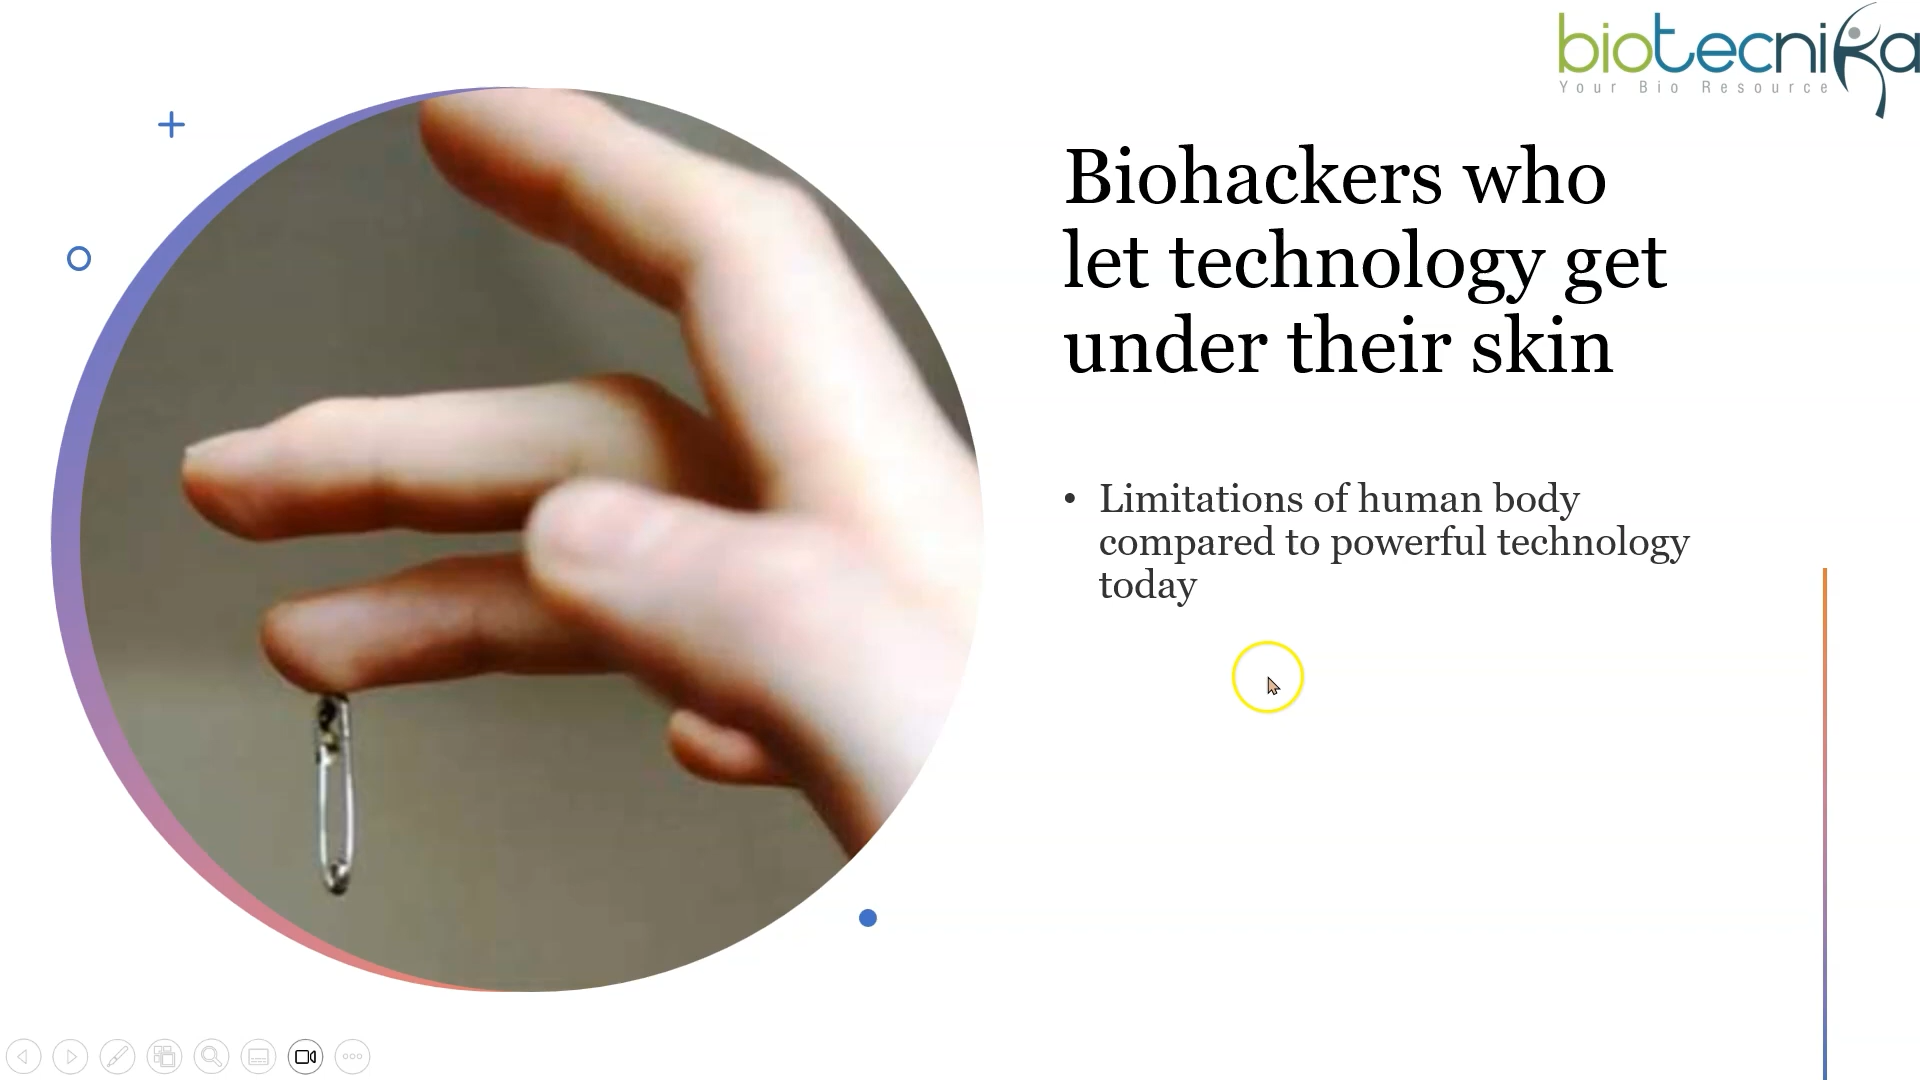 biotecnika
Your Bio Resource
Biohackers who
let technology get
under their skin
• Limitations of human body
compared to powerful technology
today